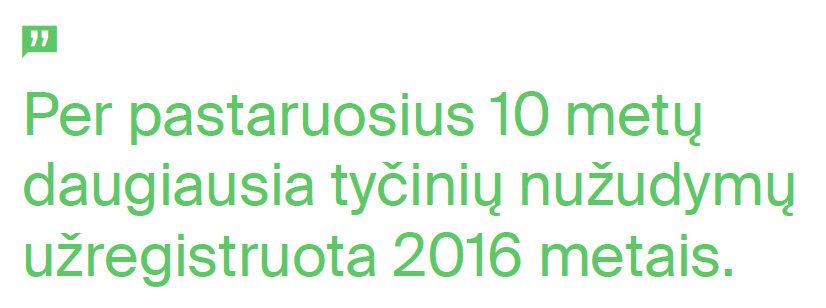 ”
Per pastaruosius 10 metų
daugiausia tyčinių nužudymų
užregistruota 2016 metais.